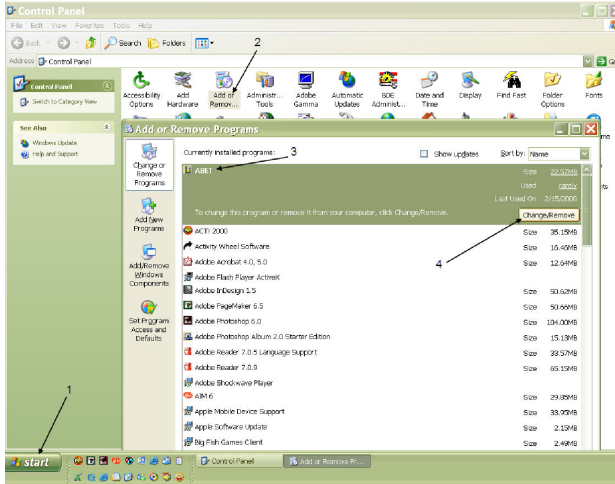 Control Panel
File Edit View Favorites Tools Help
Back Search Folders
Address Control Panel Go
2
Control Panel
Switch to Category View
See Also
Windows Update
Help and Support
Accessibility Options
Add Hardware
Add or Remov...
Administr... Tools
Adobe Gamma
Automatic Updates
BDE Administ...
Date and Time
Display
Find Fast
Folder Options
Fonts
Add or Remove Programs
Change or Remove Programs
Add New Programs
Add/Remove Windows Components
Set Program Access and Defaults
Currently installed programs: 3 Show updates Sort by: Name
ABET Size 22.57MB
Used rarely
Last Used On 2/15/2008
To change this program or remove it from your computer, click Change/Remove. Change/Remove
4
ACT! 2000 Size 35.15MB
Activity Wheel Software Size 16.46MB
Adobe Acrobat 4.0, 5.0 Size 12.64MB
Adobe Flash Player ActiveX
Adobe InDesign 1.5 Size 50.62MB
Adobe PageMaker 6.5 Size 50.66MB
Adobe Photoshop 6.0 Size 104.00MB
Adobe Photoshop Album 2.0 Starter Edition Size 15.13MB
Adobe Reader 7.0.5 Language Support Size 33.57MB
Adobe Reader 7.0.9 Size 65.15MB
Adobe Shockwave Player
AIM 6 Size 29.85MB
Apple Mobile Device Support Size 33.95MB
Apple Software Update Size 2.15MB
Big Fish Games Client Size 2.49MB
1
start Control Panel Add or Remove Pr...